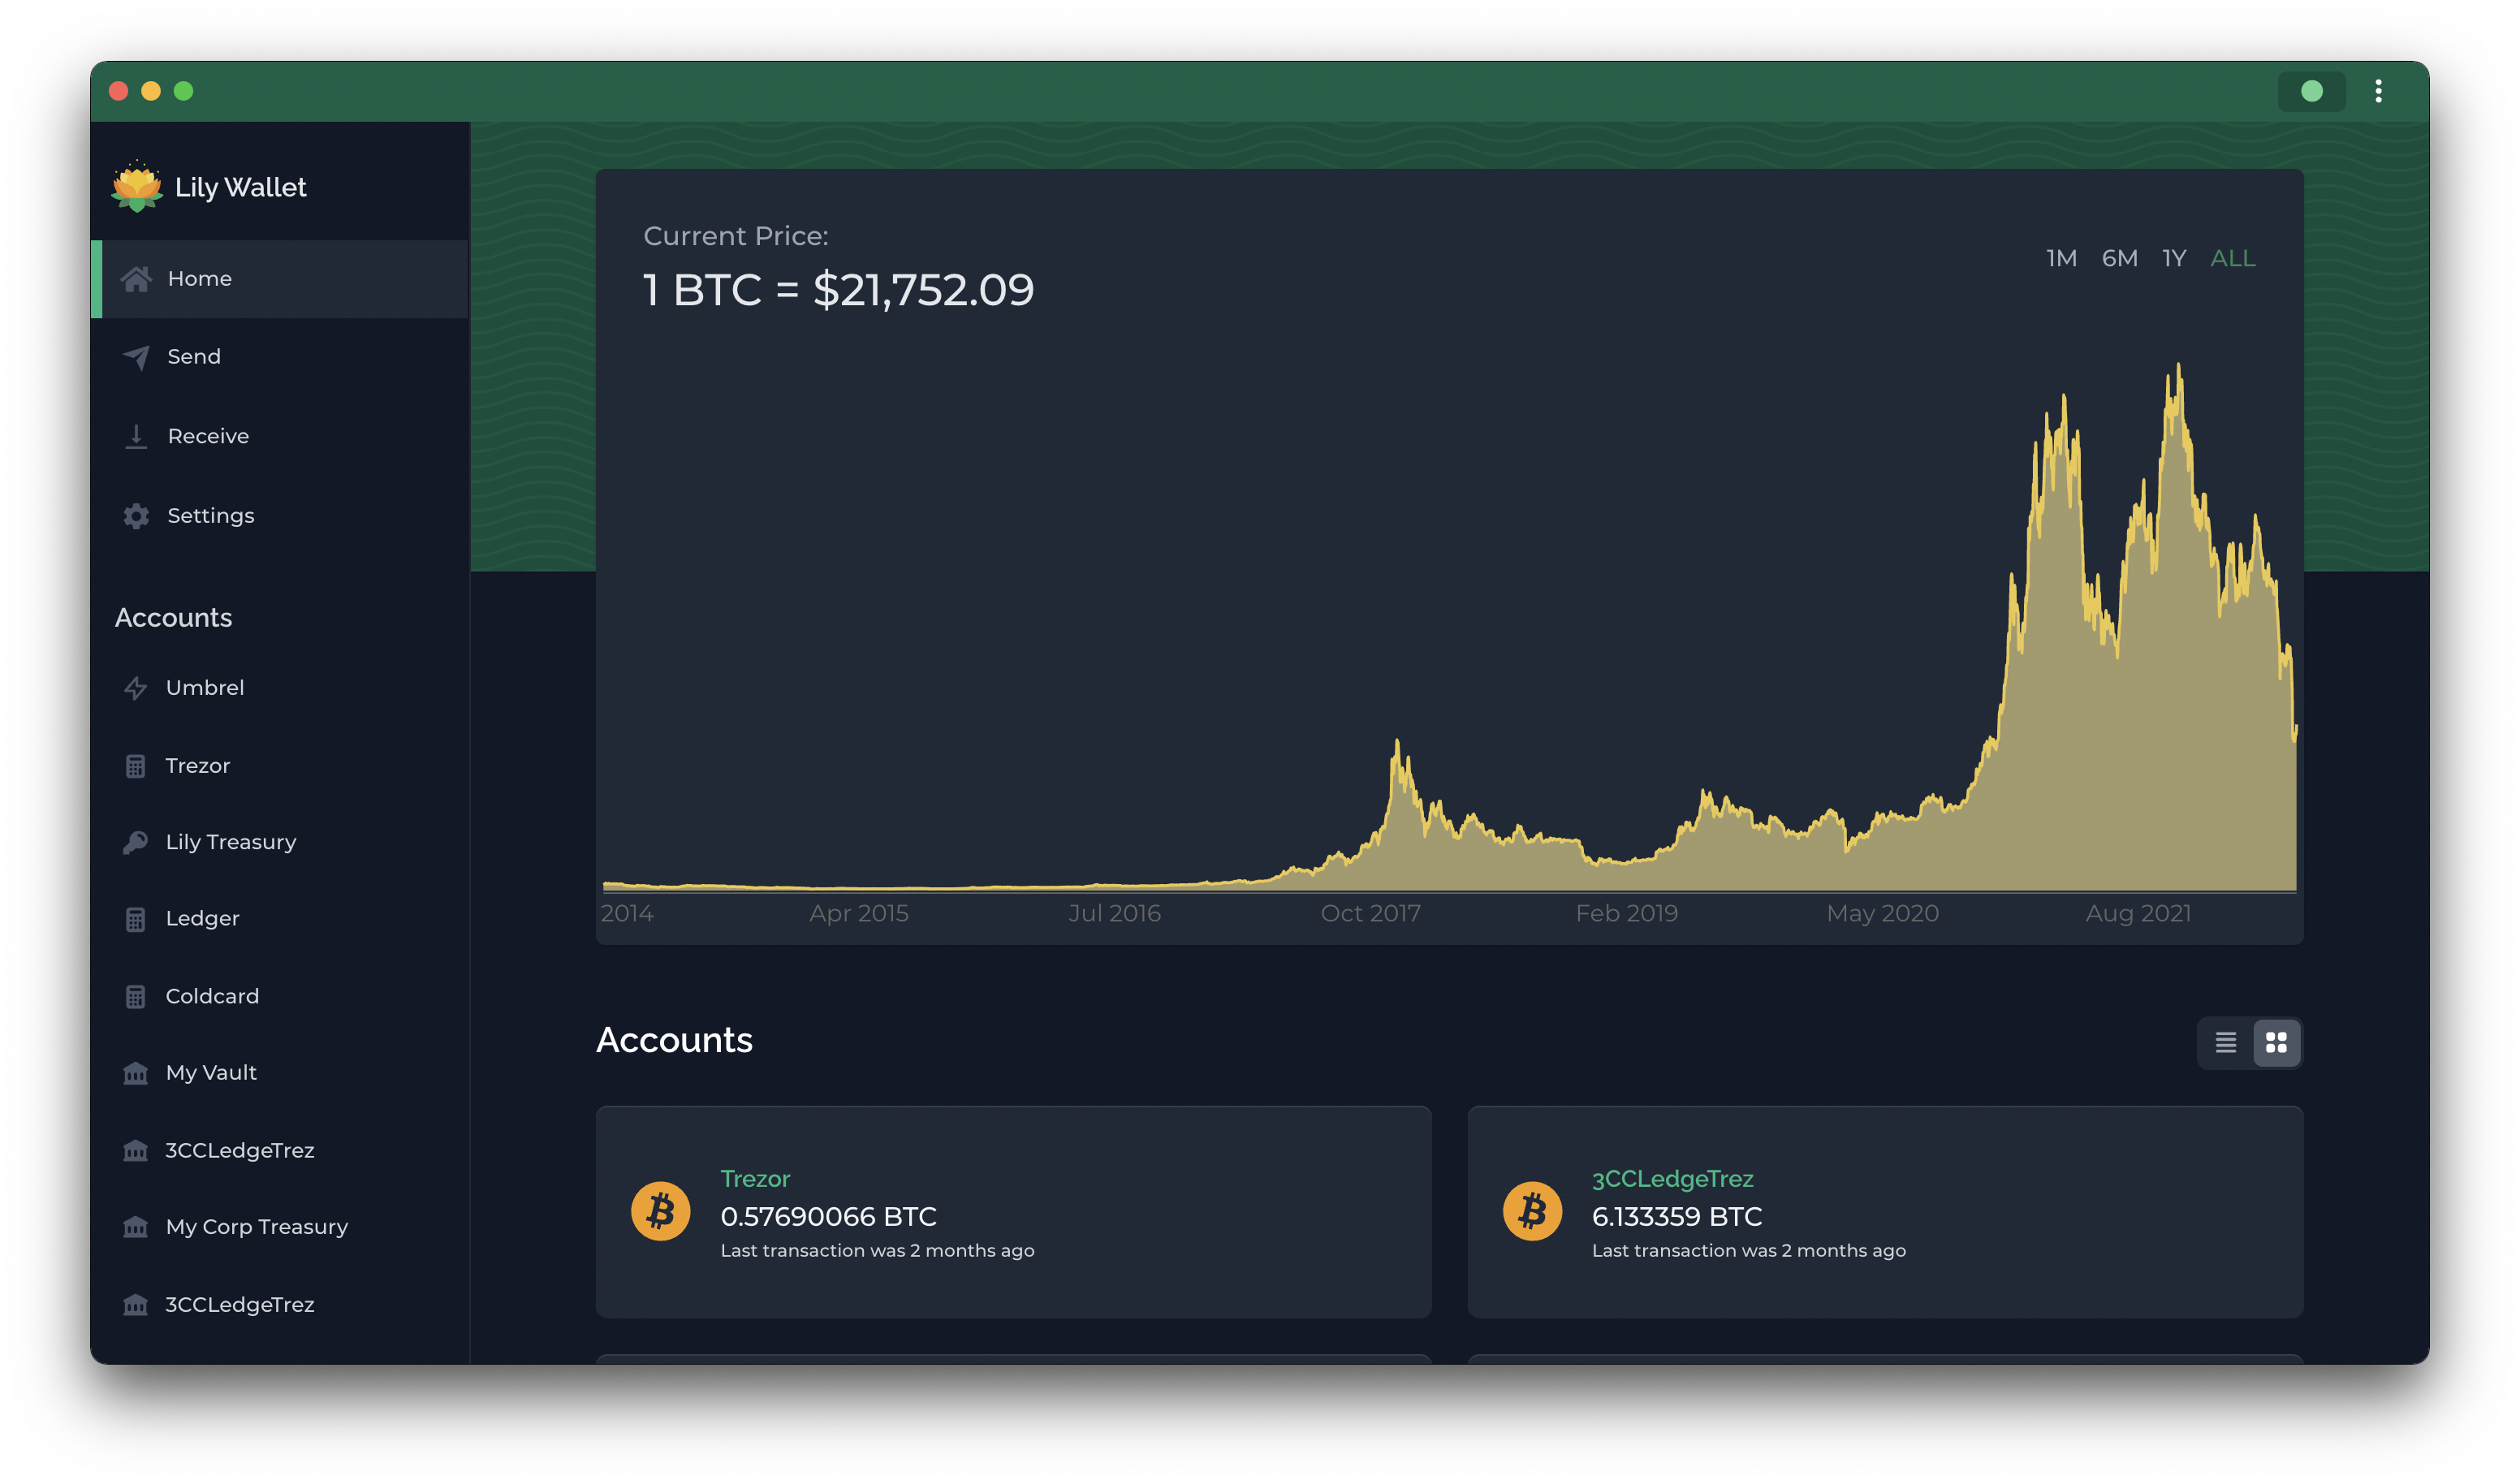 Lily Wallet
Home
Send
Receive
Settings
Accounts
Umbrel
Trezor
Lily Treasury
Ledger
Coldcard
My Vault
3CCLedgeTrez
My Corp Treasury
3CCLedgeTrez
Current Price:
1 BTC = $21,752.09
1M 6M 1Y ALL
2014 Apr 2015 Jul 2016 Oct 2017 Feb 2019 May 2020 Aug 2021
Accounts
Trezor
0.57690066 BTC
Last transaction was 2 months ago
3CCLedgeTrez
6.133359 BTC
Last transaction was 2 months ago